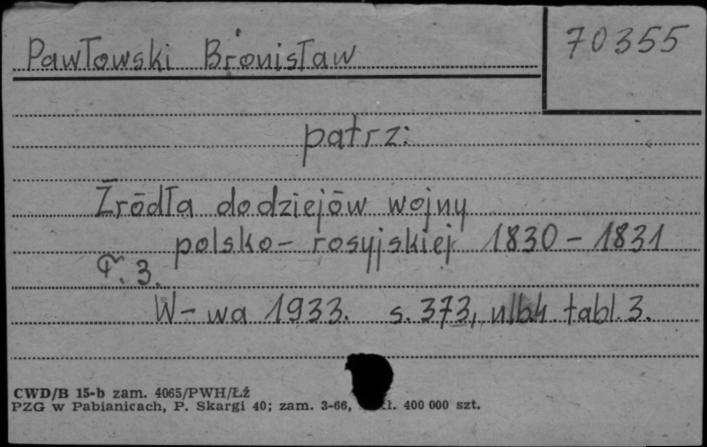 Pawłowski Bronisław
70355
patrz:
Źródła do dziejów wojny
polsko-rosyjskiej 1830-1831
T. 3.
W-wa 1933. s. 373, nlb4 tabl. 3.
CWD/B 15-b zam. 4065/PWH/Łź
PZG w Pabianicach, P. Skargi 40; zam. 3-66, 400 000 szt.